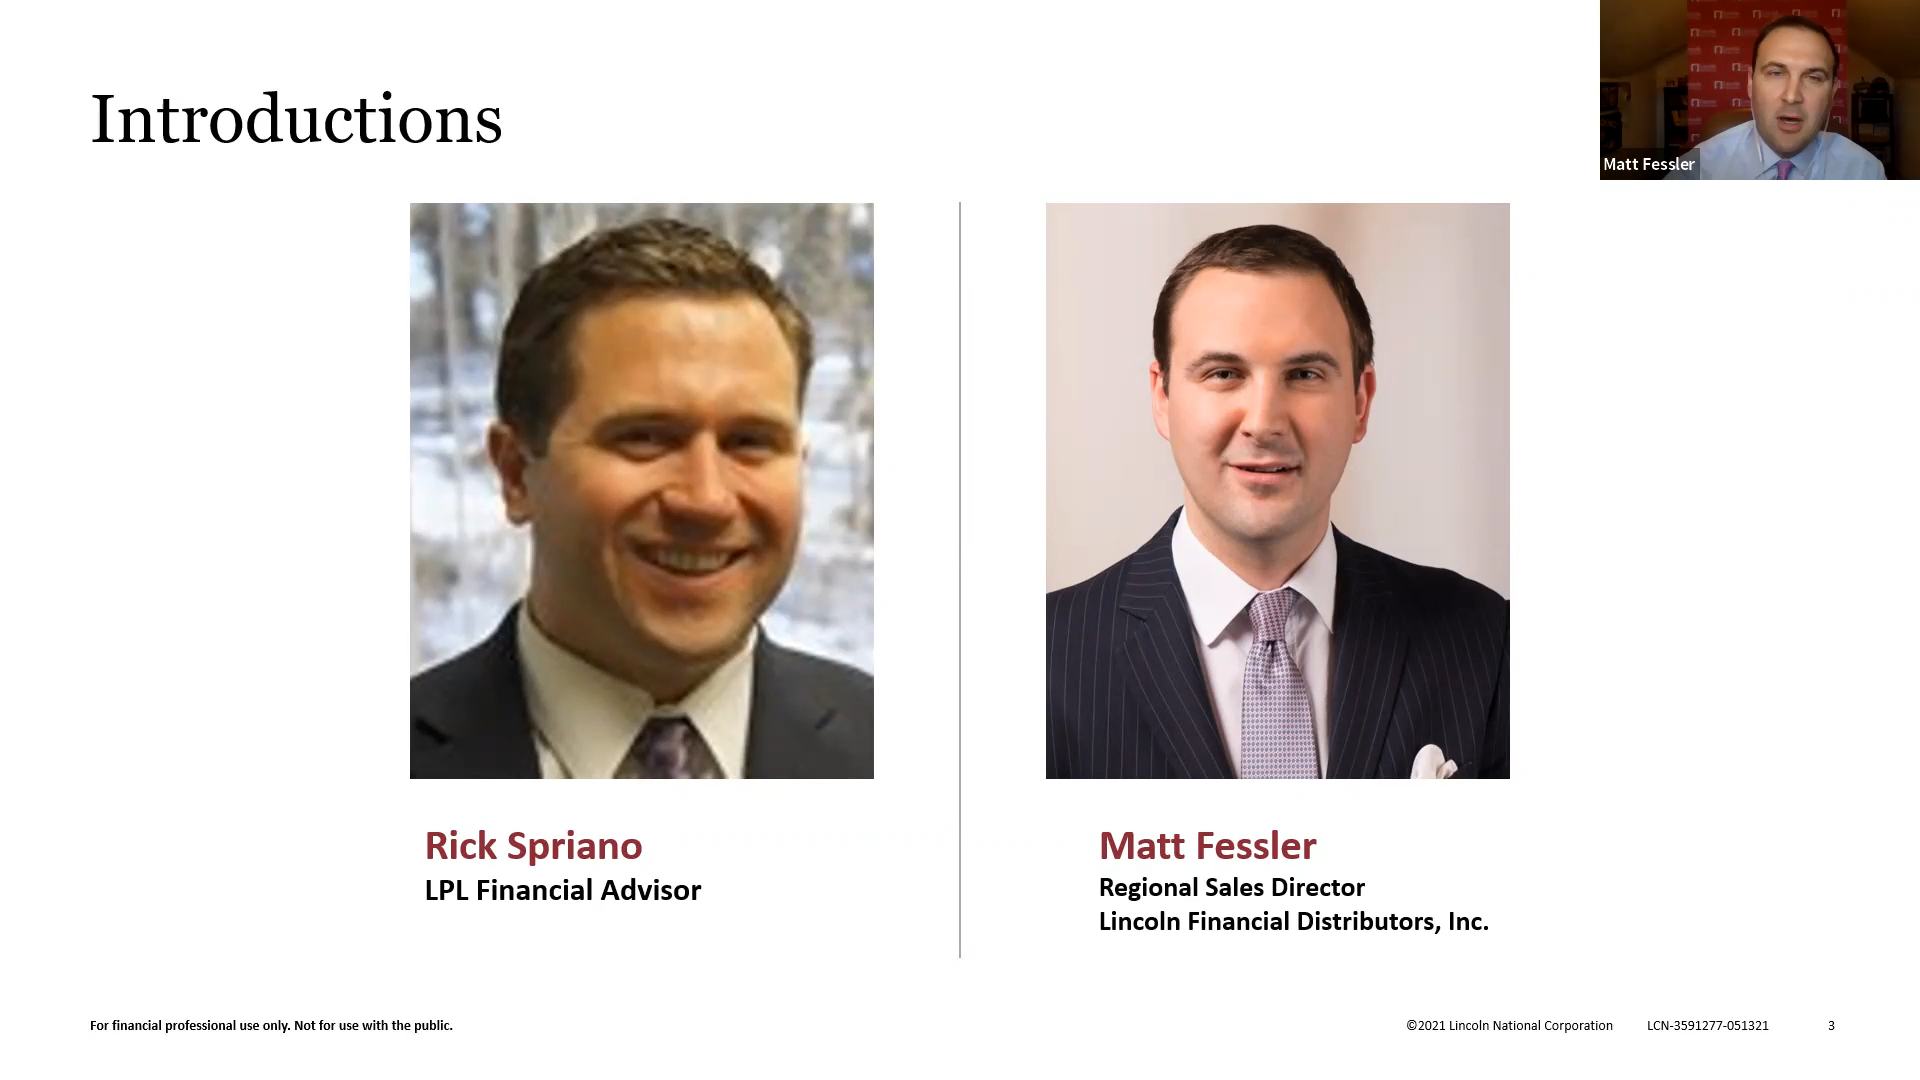 Introductions
Matt Fessler
Rick Spriano
LPL Financial Advisor
Matt Fessler
Regional Sales Director
Lincoln Financial Distributors, Inc.
For financial professional use only. Not for use with the public.
©2021 Lincoln National Corporation LCN-3591277-051321 3